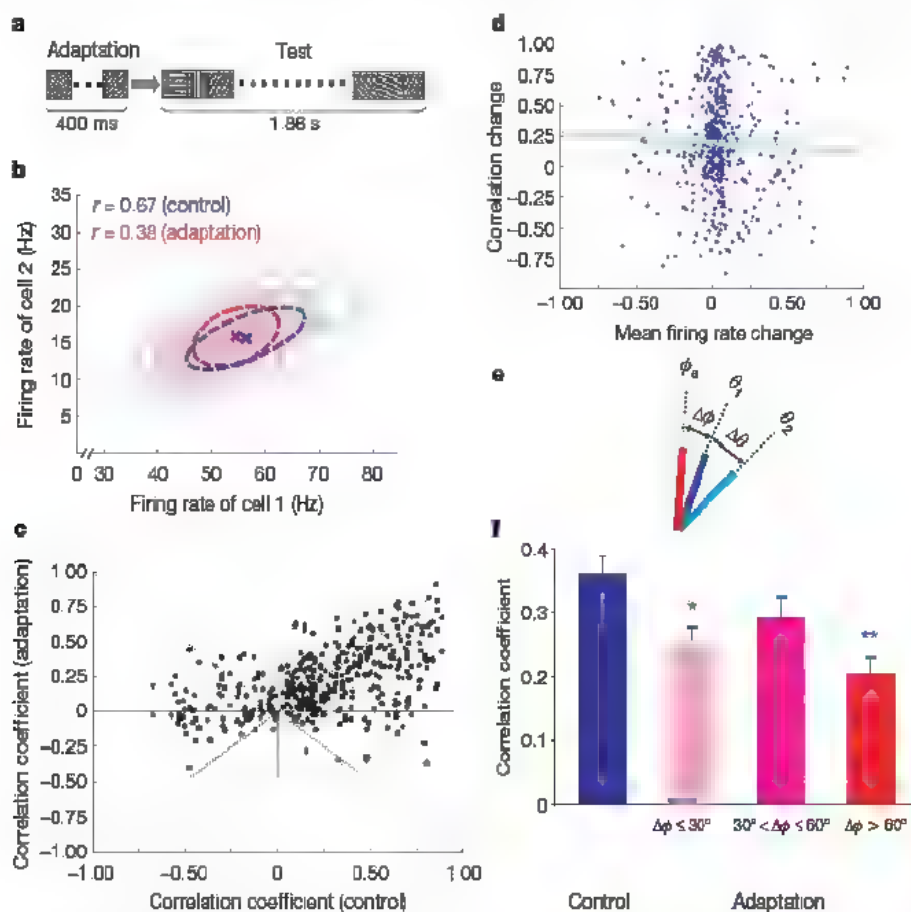 a
Adaptation
Test
400 ms
1.86 s
b
35
30
25
20
15
10
5
r = 0.67 (control)
r = 0.38 (adaptation)
Firing rate of cell 2 (Hz)
0 30 40 50 60 70 80
Firing rate of cell 1 (Hz)
c
1 00
0.75
0.50
0.25
0
−0.25
−0.50
−0.75
−1.00
Correlation coefficient (adaptation)
−1 00 −0.50 0 0.50 1 00
Correlation coefficient (control)
d
1.00
0.75
0.50
0.25
0
−0.25
−0.50
−0.75
Correlation change
−1 00 −0.50 0 0.50 1 00
Mean firing rate change
e
ϕa
θ1
θ2
Δϕ
Δθ
f
0.4
0.3
0.2
0.1
0
Correlation coefficient
*
**
Δϕ ≤ 30° 30° < Δϕ ≤ 60° Δϕ > 60°
Control Adaptation